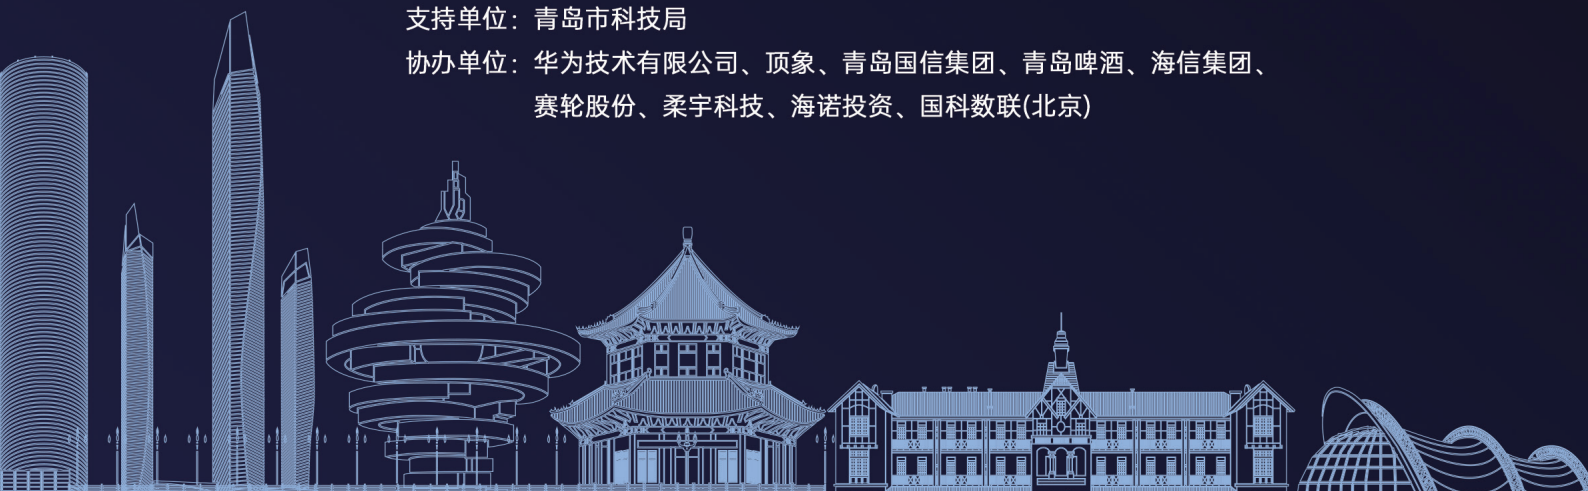 支持单位：青岛市科技局
协办单位：华为技术有限公司、顶象、青岛国信集团、青岛啤酒、海信集团、
赛轮股份、柔宇科技、海诺投资、国科数联(北京)